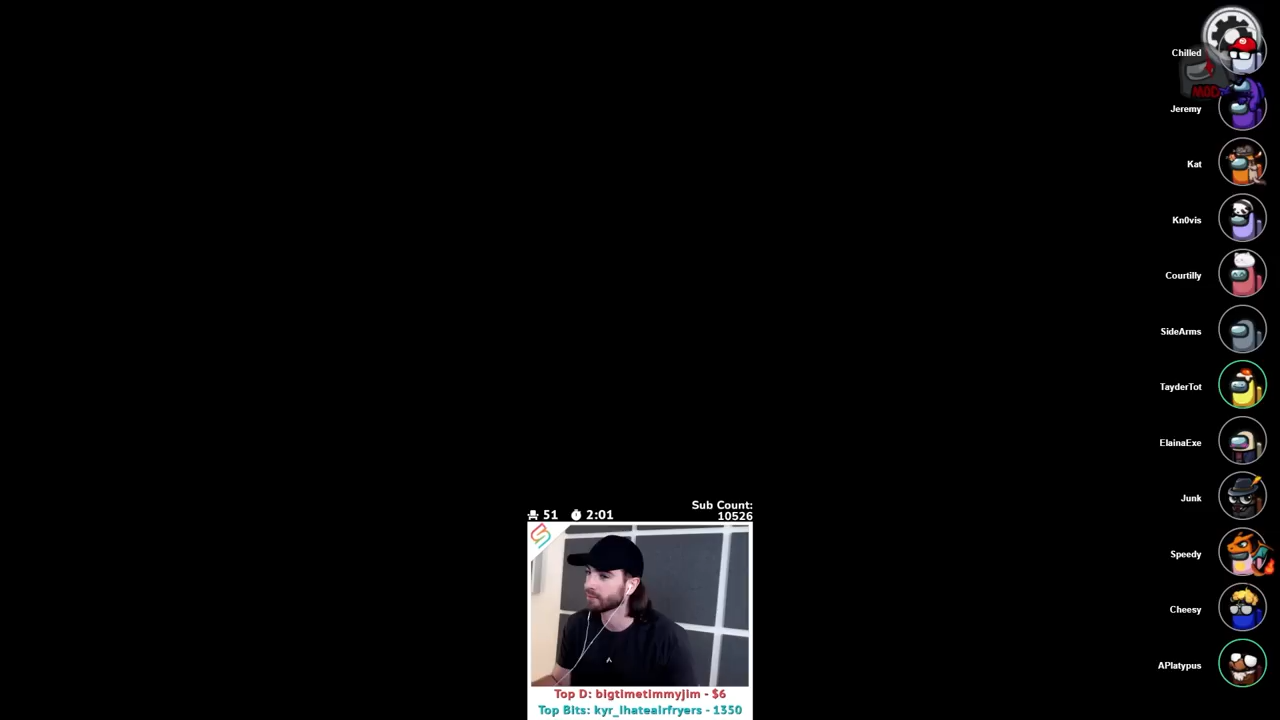 Chilled
MOD
Jeremy
Kat
Kn0vis
Courtilly
SideArms
TayderTot
ElainaExe
Junk
Speedy
Cheesy
APlatypus
Sub Count:
51 2:01 10526
Top D: bigtimetimmyjim - $6
Top Bits: kyr_ihateairfryers - 1350